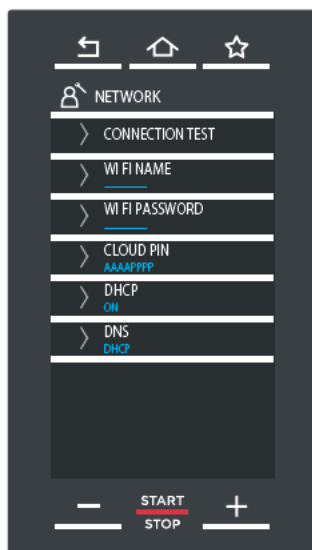 NETWORK
CONNECTION TEST
WI FI NAME
WI FI PASSWORD
CLOUD PIN
AAAAPPPP
DHCP
ON
DNS
DHCP
START
STOP